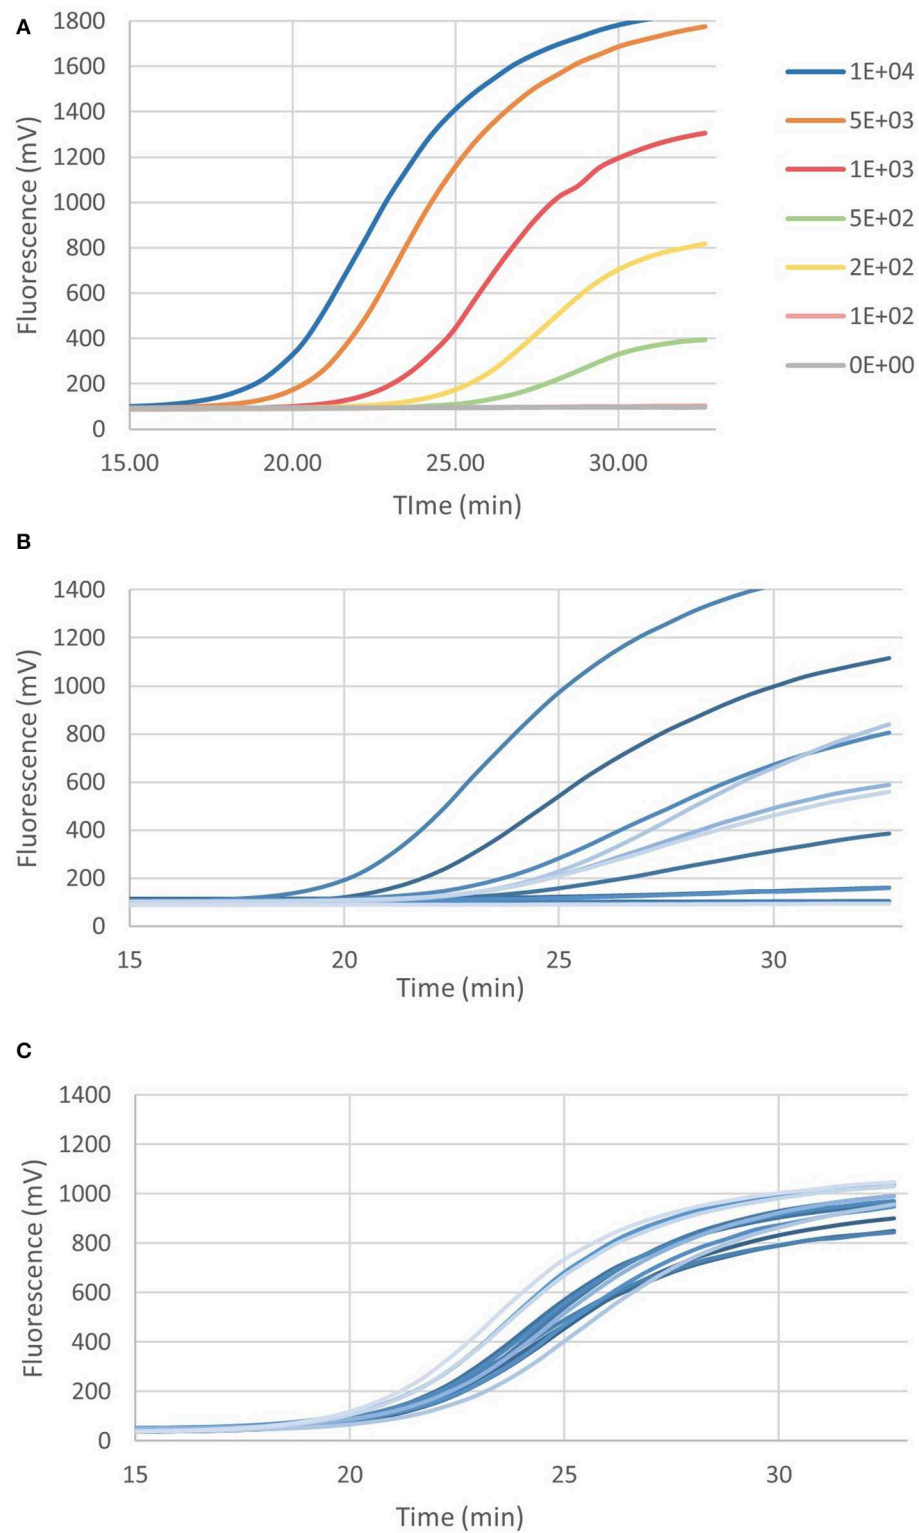 A
1800
1600
1400
1200
1000
800
600
400
200
0
Fluorescence (mV)
15.00 20.00 25.00 30.00
TIme (min)
1E+04
5E+03
1E+03
5E+02
2E+02
1E+02
0E+00
B
1400
1200
1000
800
600
400
200
0
Fluorescence (mV)
15 20 25 30
Time (min)
C
1400
1200
1000
800
600
400
200
0
Fluorescence (mV)
15 20 25 30
Time (min)